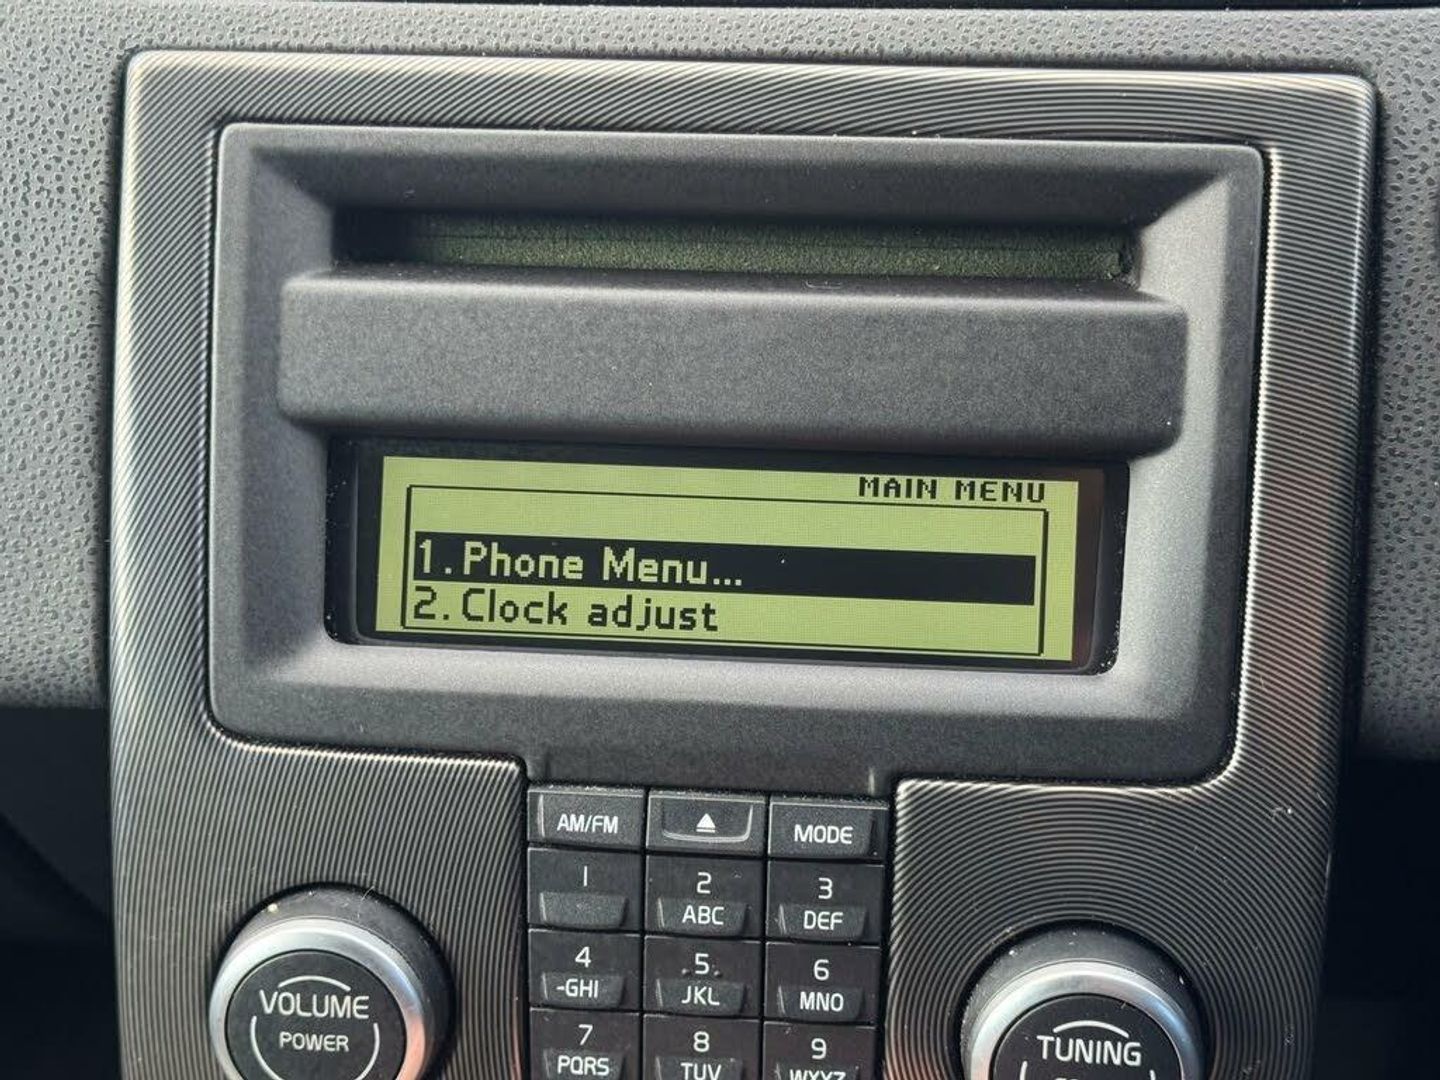 MAIN MENU
1. Phone Menu...
2. Clock adjust
AM/FM
MODE
1
2
3
ABC
DEF
4
5
6
-GHI
JKL
MNO
7
8
9
PQRS
TUV
WXYZ
VOLUME
POWER
TUNING